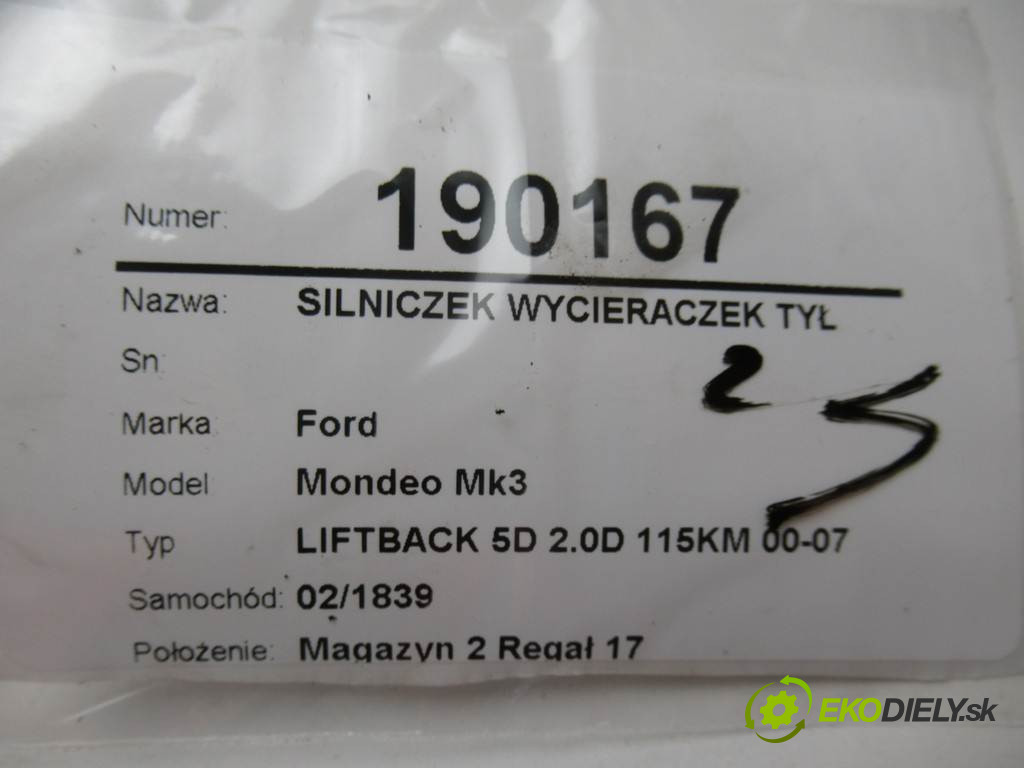 Numer: 190167
Nazwa: SILNICZEK WYCIERACZEK TYŁ
Sn:
25
Marka Ford
Model Mondeo Mk3
Typ LIFTBACK 5D 2.0D 115KM 00-07
Samochód: 02/1839
Położenie: Magazyn 2 Regał 17
EKODIELY.sk